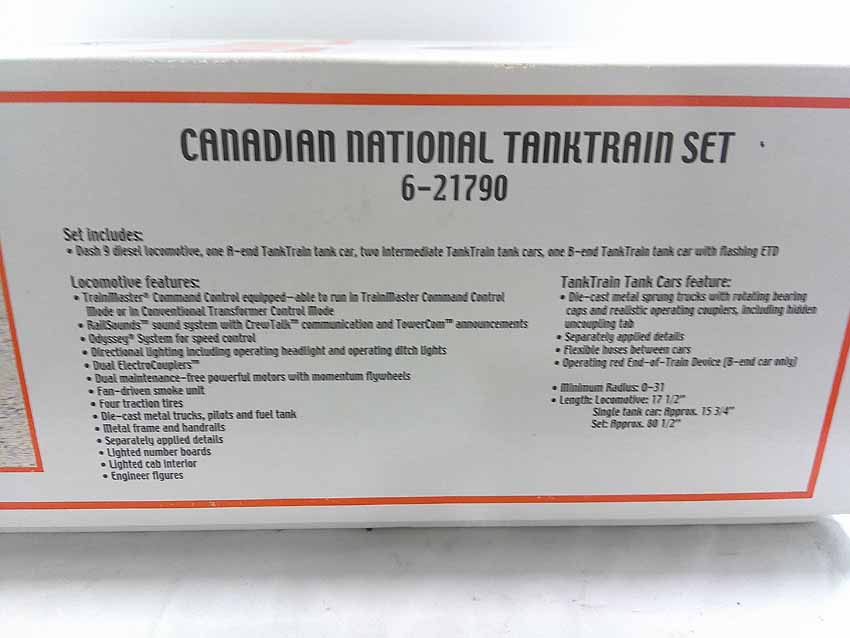 CANADIAN NATIONAL TANKTRAIN SET
6-21790
Set includes:
• Dash 9 diesel locomotive, one A-end TankTrain tank car, two intermediate TankTrain tank cars, one B-end TankTrain tank car with flashing ETD
Locomotive features:
• TrainMaster® Command Control equipped—able to run in TrainMaster Command Control
Mode or in Conventional Transformer Control Mode
• RailSounds™ sound system with CrewTalk™ communication and TowerCom™ announcements
• Odyssey® System for speed control
• Directional lighting including operating headlight and operating ditch lights
• Dual ElectroCouplers™
• Dual maintenance-free powerful motors with momentum flywheels
• Fan-driven smoke unit
• Four traction tires
• Die-cast metal trucks, pilots and fuel tank
• Metal frame and handrails
• Separately applied details
• Lighted number boards
• Lighted cab interior
• Engineer figures
TankTrain Tank Cars feature:
• Die-cast metal sprung trucks with rotating bearing
caps and realistic operating couplers, including hidden
uncoupling tab
• Separately applied details
• Flexible hoses between cars
• Operating red End-of-Train Device (B-end car only)
• Minimum Radius: O-31
• Length: Locomotive: 17 1/2"
Single tank car: Approx. 15 3/4"
Set: Approx. 80 1/2"